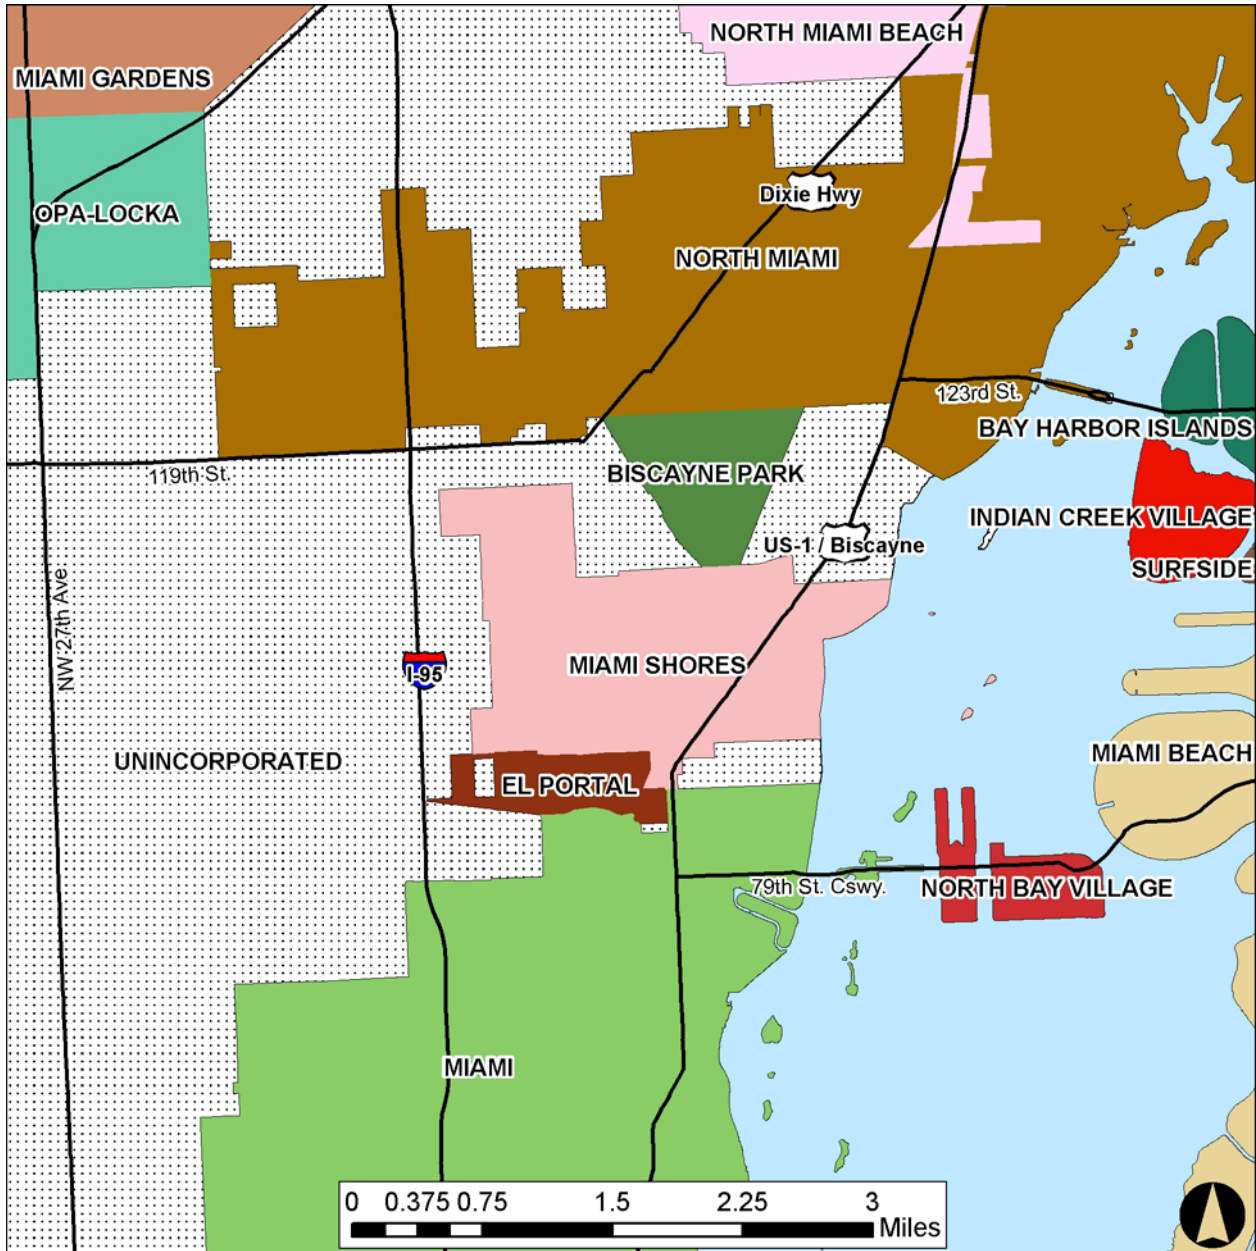 NORTH MIAMI BEACH
MIAMI GARDENS
Dixie Hwy
OPA-LOCKA
NORTH MIAMI
123rd St.
BAY HARBOR ISLANDS
119th St.
BISCAYNE PARK
INDIAN CREEK VILLAGE
US-1 / Biscayne
SURFSIDE
NW 27th Ave
MIAMI SHORES
I-95
UNINCORPORATED
MIAMI BEACH
EL PORTAL
79th St. Cswy.
NORTH BAY VILLAGE
MIAMI
0 0.375 0.75 1.5 2.25 3
Miles